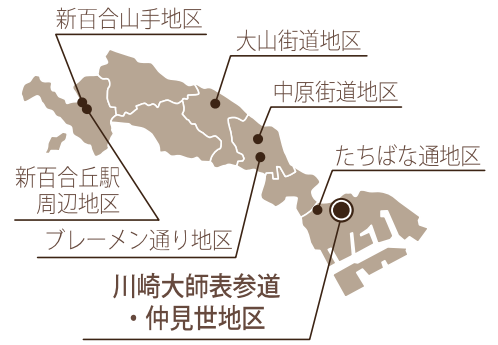 新百合山手地区
大山街道地区
中原街道地区
たちばな通地区
新百合丘駅
周辺地区
ブレーメン通り地区
川崎大師表参道
・仲見世地区